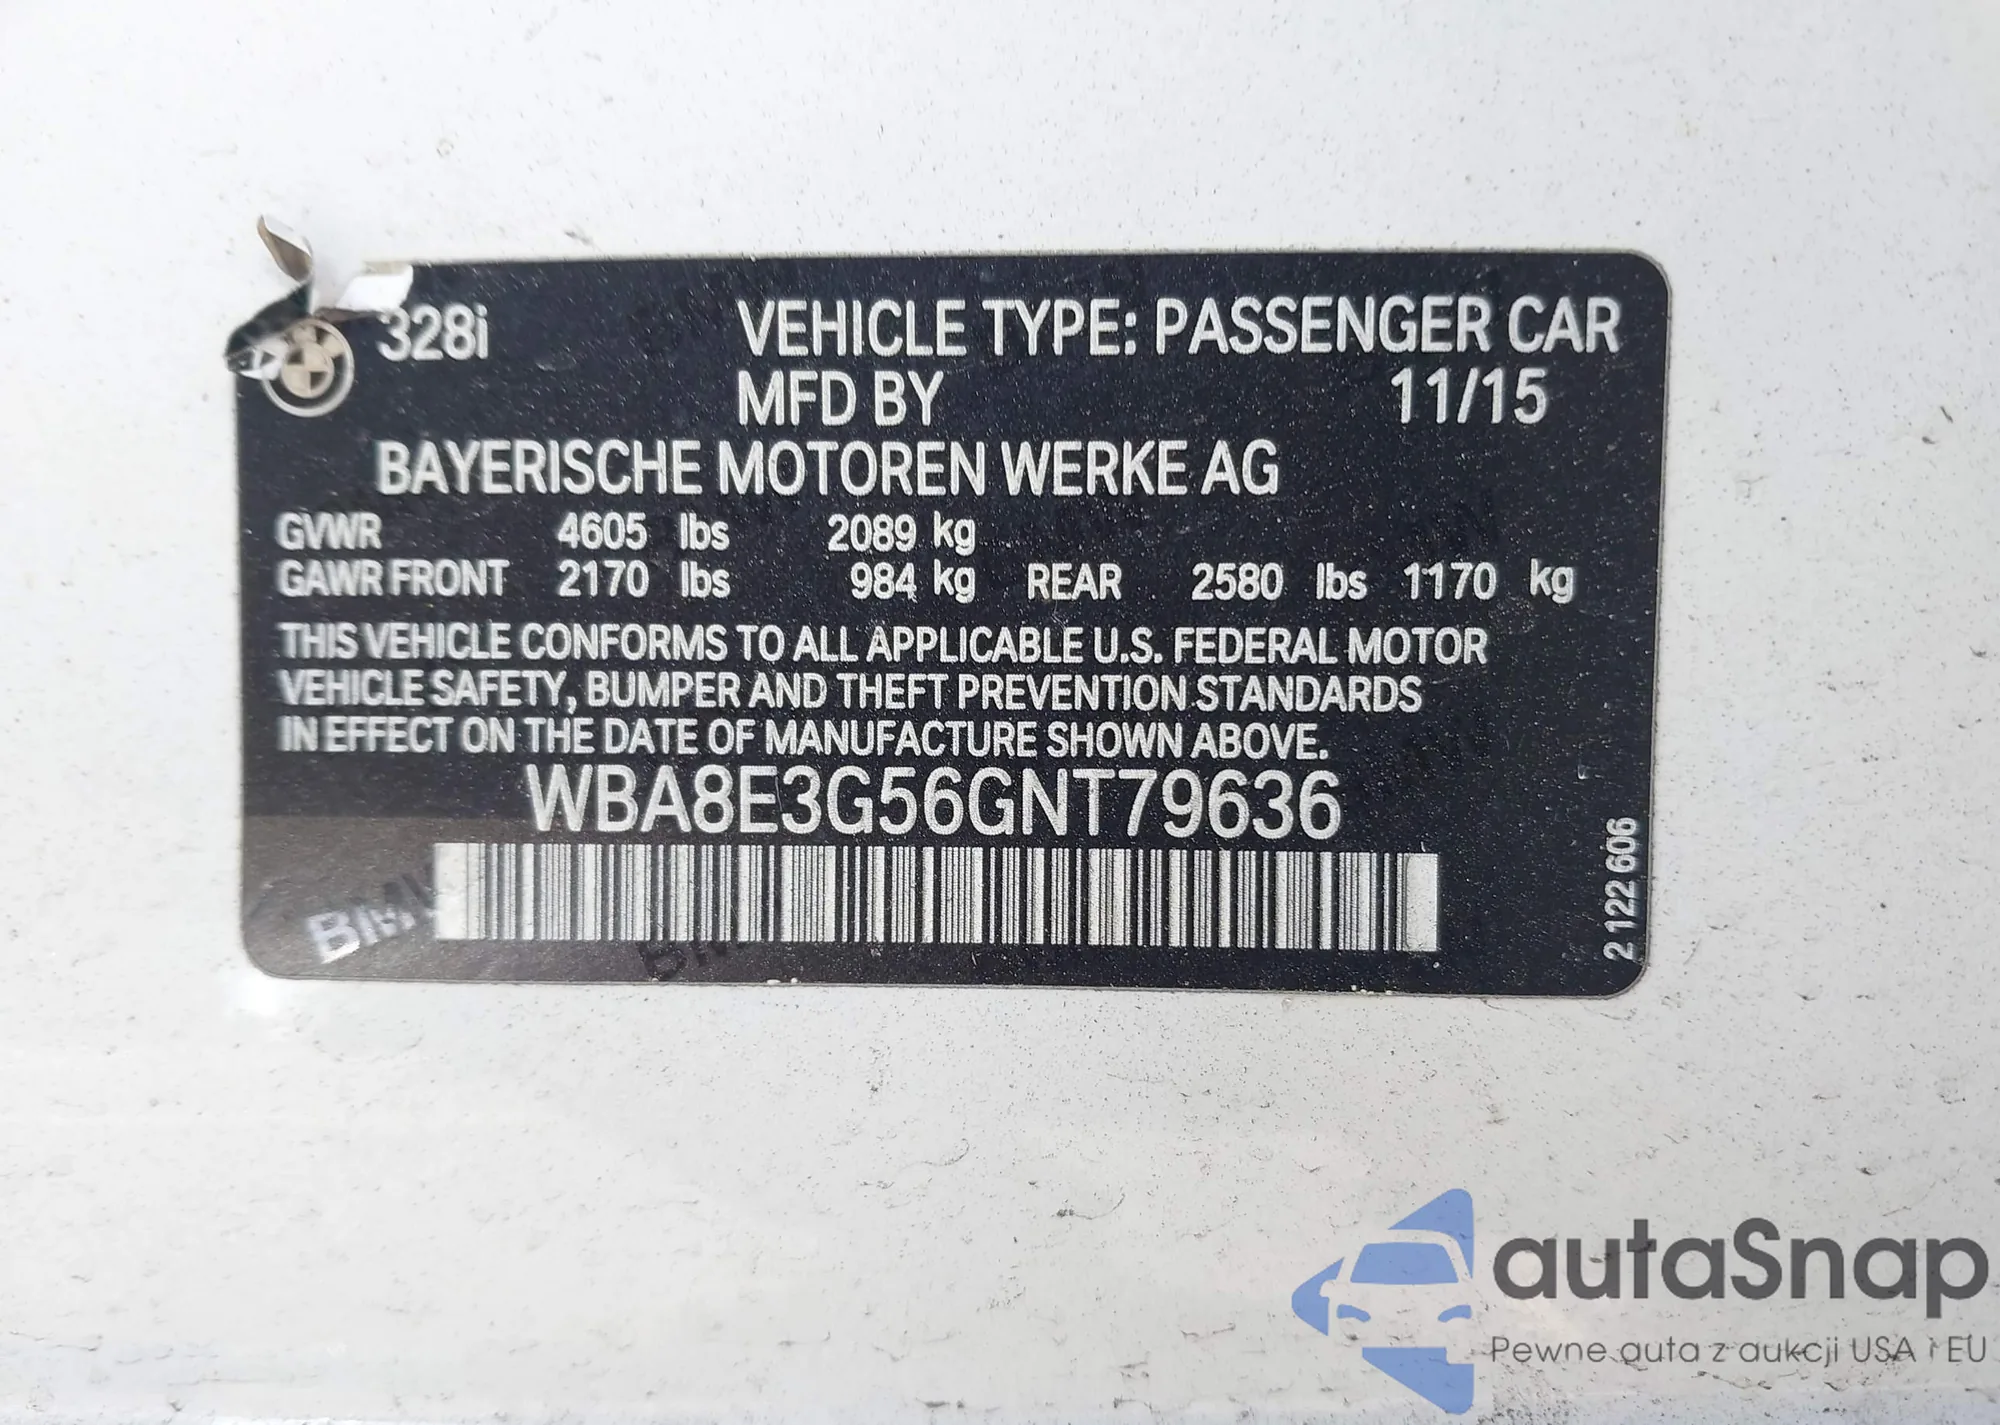 328i VEHICLE TYPE: PASSENGER CAR
MFD BY 11/15
BAYERISCHE MOTOREN WERKE AG
GVWR 4605 lbs 2089 kg
GAWR FRONT 2170 lbs 984 kg REAR 2580 lbs 1170 kg
THIS VEHICLE CONFORMS TO ALL APPLICABLE U.S. FEDERAL MOTOR
VEHICLE SAFETY, BUMPER AND THEFT PREVENTION STANDARDS
IN EFFECT ON THE DATE OF MANUFACTURE SHOWN ABOVE.
WBA8E3G56GNT79636
BMW
BMW
2 122 606
autaSnap
Pewne auta z aukcji USA i EU